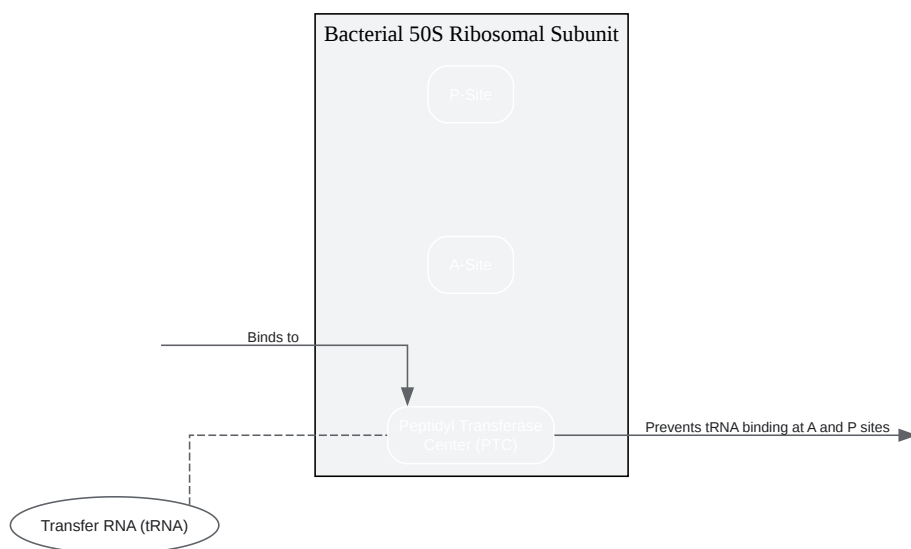 Bacterial 50S Ribosomal Subunit
P-Site
A-Site
Binds to
Peptidyl Transferase
Center (PTC)
Prevents tRNA binding at A and P sites
Transfer RNA (tRNA)